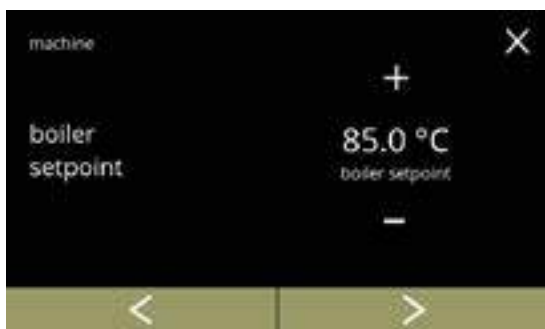 machine
X
+
boiler
setpoint
85.0 °C
boiler setpoint
-
< >